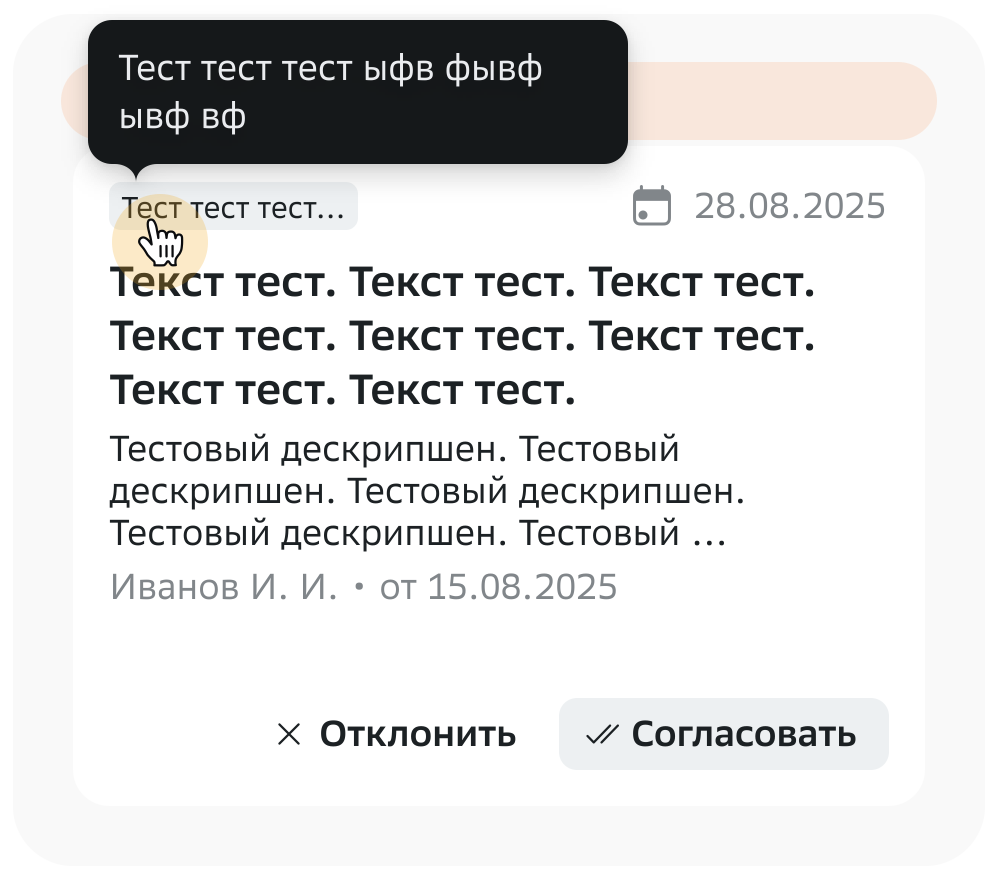 Тест тест тест ыфв фывф
ывф вф
Тест тест тест...
28.08.2025
Текст тест. Текст тест. Текст тест.
Текст тест. Текст тест. Текст тест.
Текст тест. Текст тест.
Тестовый дескрипшен. Тестовый
дескрипшен. Тестовый дескрипшен.
Тестовый дескрипшен. Тестовый ...
Иванов И. И. • от 15.08.2025
Отклонить
Согласовать